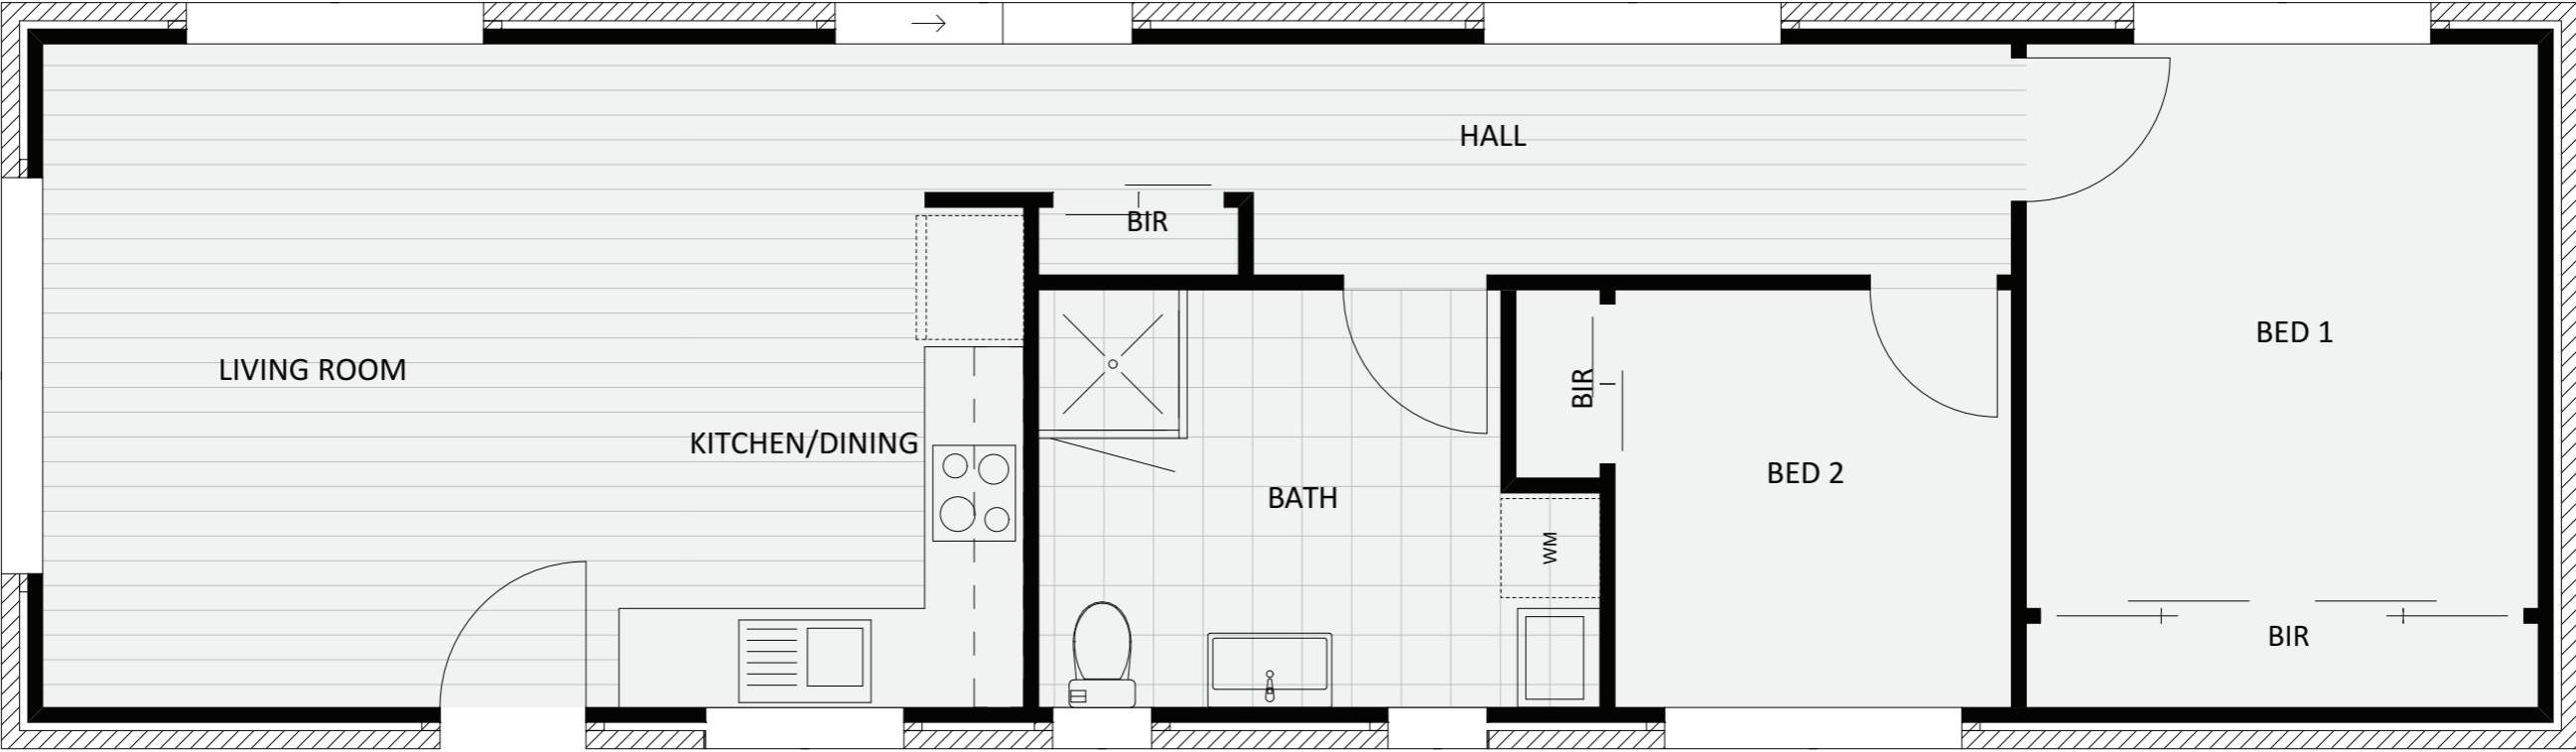 HALL
BIR
BED 1
LIVING ROOM
BIR
KITCHEN/DINING
BED 2
BATH
WM
BIR